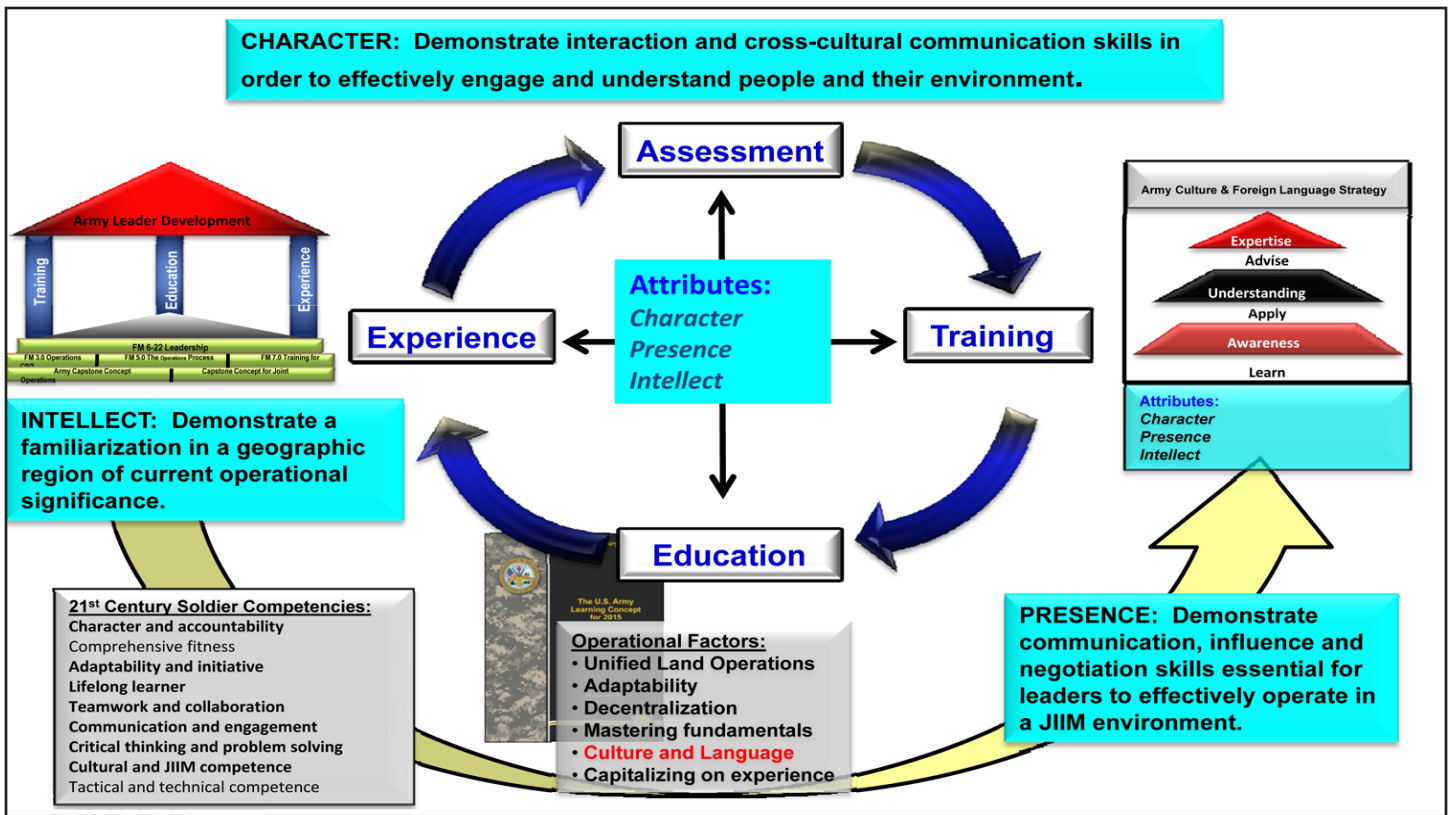 CHARACTER: Demonstrate interaction and cross-cultural communication skills in
order to effectively engage and understand people and their environment.
Assessment
Army Leader Development
Training
Education
Experience
FM 6-22 Leadership
FM 3.0 Operations
FM 5.0 The Operations Process
FM 7.0 Training for
Army Capstone Concept
Capstone Concept for Joint
Operations
Attributes:
Character
Presence
Intellect
Experience
Training
Army Culture & Foreign Language Strategy
Expertise
Advise
Understanding
Apply
Awareness
Learn
Attributes:
Character
Presence
Intellect
INTELLECT: Demonstrate a
familiarization in a geographic
region of current operational
significance.
Education
The U.S. Army
Learning Concept
for 2015
21st Century Soldier Competencies:
Character and accountability
Comprehensive fitness
Adaptability and initiative
Lifelong learner
Teamwork and collaboration
Communication and engagement
Critical thinking and problem solving
Cultural and JIIM competence
Tactical and technical competence
Operational Factors:
• Unified Land Operations
• Adaptability
• Decentralization
• Mastering fundamentals
• Culture and Language
• Capitalizing on experience
PRESENCE: Demonstrate
communication, influence and
negotiation skills essential for
leaders to effectively operate in
a JIIM environment.